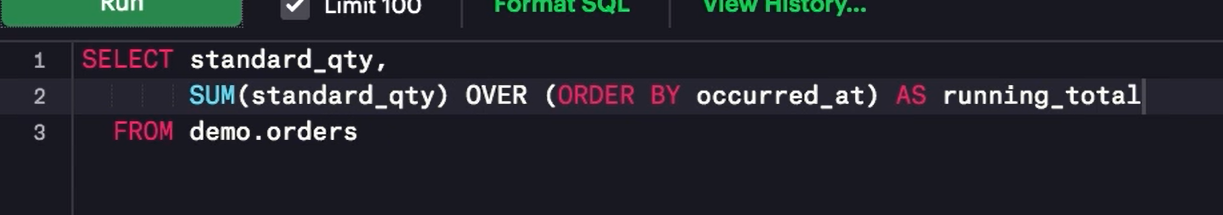 Run Limit 100 Format SQL View History...
1 SELECT standard_qty,
2 SUM(standard_qty) OVER (ORDER BY occurred_at) AS running_total
3 FROM demo.orders